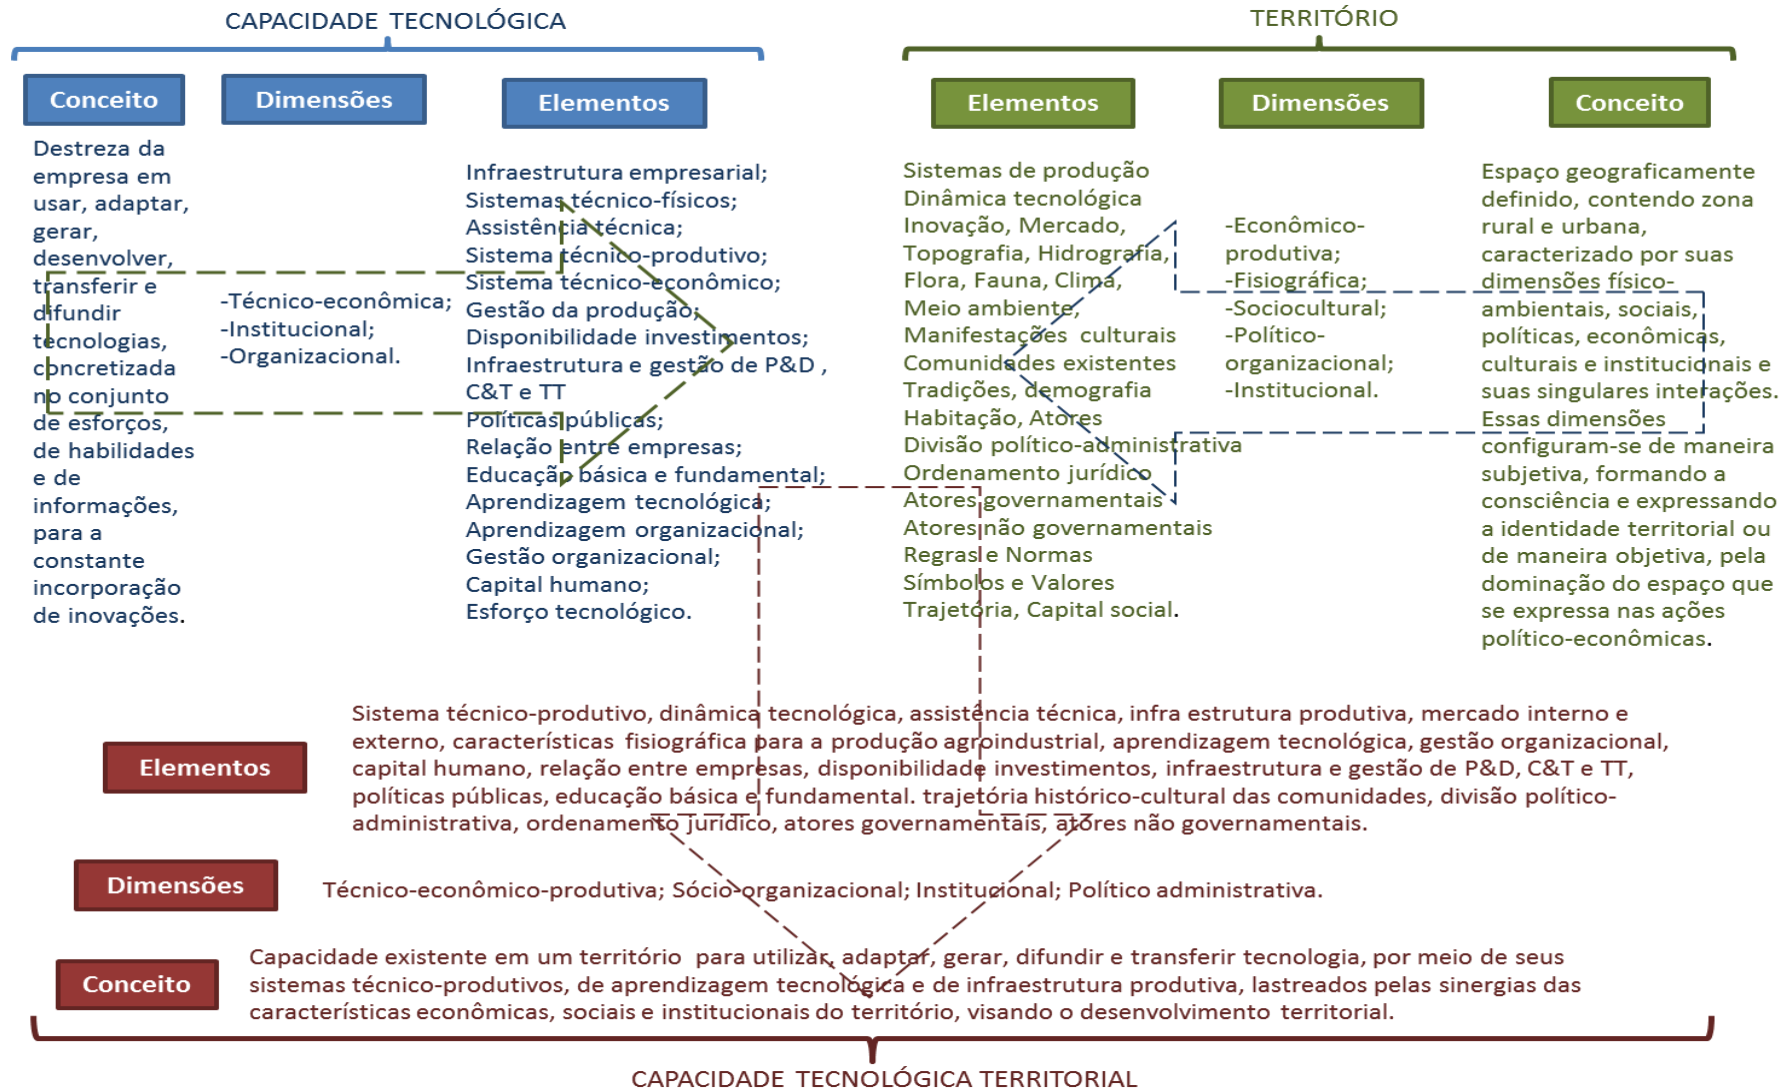 CAPACIDADE TECNOLÓGICA
Conceito
Dimensões
Elementos
Destreza da
empresa em
usar, adaptar,
gerar,
desenvolver,
transferir e
difundir
tecnologias,
concretizada
no conjunto
de esforços,
de habilidades
e de
informações,
para a
constante
incorporação
de inovações.
-Técnico-econômica;
-Institucional;
-Organizacional.
Infraestrutura empresarial;
Sistemas técnico-físicos;
Assistência técnica;
Sistema técnico-produtivo;
Sistema técnico-econômico;
Gestão da produção;
Disponibilidade investimentos;
Infraestrutura e gestão de P&D ,
C&T e TT
Políticas públicas;
Relação entre empresas;
Educação básica e fundamental;
Aprendizagem tecnológica;
Aprendizagem organizacional;
Gestão organizacional;
Capital humano;
Esforço tecnológico.
TERRITÓRIO
Elementos
Dimensões
Conceito
Sistemas de produção
Dinâmica tecnológica
Inovação, Mercado,
Topografia, Hidrografia,
Flora, Fauna, Clima,
Meio ambiente,
Manifestações culturais
Comunidades existentes
Tradições, demografia
Habitação, Atores
Divisão político-administrativa
Ordenamento jurídico
Atores governamentais
Atores não governamentais
Regras e Normas
Símbolos e Valores
Trajetória, Capital social.
-Econômico-
produtiva;
-Fisiográfica;
-Sociocultural;
-Político-
organizacional;
-Institucional.
Espaço geograficamente
definido, contendo zona
rural e urbana,
caracterizado por suas
dimensões físico-
ambientais, sociais,
políticas, econômicas,
culturais e institucionais e
suas singulares interações.
Essas dimensões
configuram-se de maneira
subjetiva, formando a
consciência e expressando
a identidade territorial ou
de maneira objetiva, pela
dominação do espaço que
se expressa nas ações
político-econômicas.
Elementos
Sistema técnico-produtivo, dinâmica tecnológica, assistência técnica, infra estrutura produtiva, mercado interno e
externo, características fisiográfica para a produção agroindustrial, aprendizagem tecnológica, gestão organizacional,
capital humano, relação entre empresas, disponibilidade investimentos, infraestrutura e gestão de P&D, C&T e TT,
políticas públicas, educação básica e fundamental. trajetória histórico-cultural das comunidades, divisão político-
administrativa, ordenamento jurídico, atores governamentais, atores não governamentais.
Dimensões
Técnico-econômico-produtiva; Sócio-organizacional; Institucional; Político administrativa.
Conceito
Capacidade existente em um território para utilizar, adaptar, gerar, difundir e transferir tecnologia, por meio de seus
sistemas técnico-produtivos, de aprendizagem tecnológica e de infraestrutura produtiva, lastreados pelas sinergias das
características econômicas, sociais e institucionais do território, visando o desenvolvimento territorial.
CAPACIDADE TECNOLÓGICA TERRITORIAL